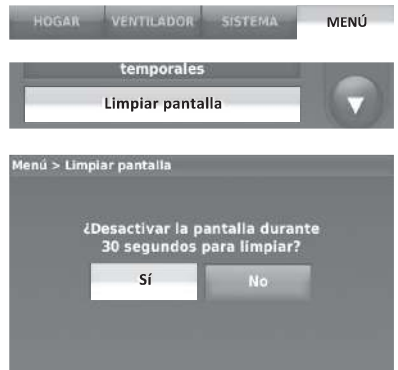 HOGAR VENTILADOR SISTEMA MENÚ
temporales
Limpiar pantalla
Menú > Limpiar pantalla
¿Desactivar la pantalla durante
30 segundos para limpiar?
Sí No